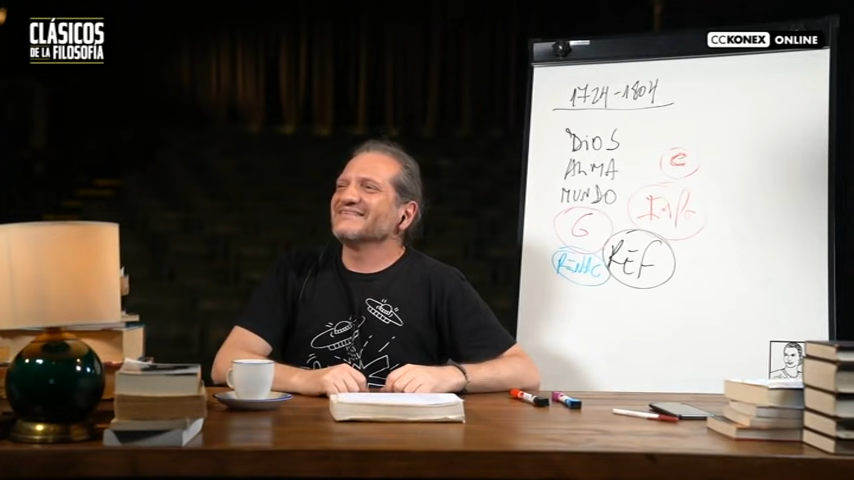 CLÁSICOS
DE LA FILOSOFÍA
CCKONEX ONLINE
1724-1804
DIOS
ALMA
MUNDO
e
G
REF